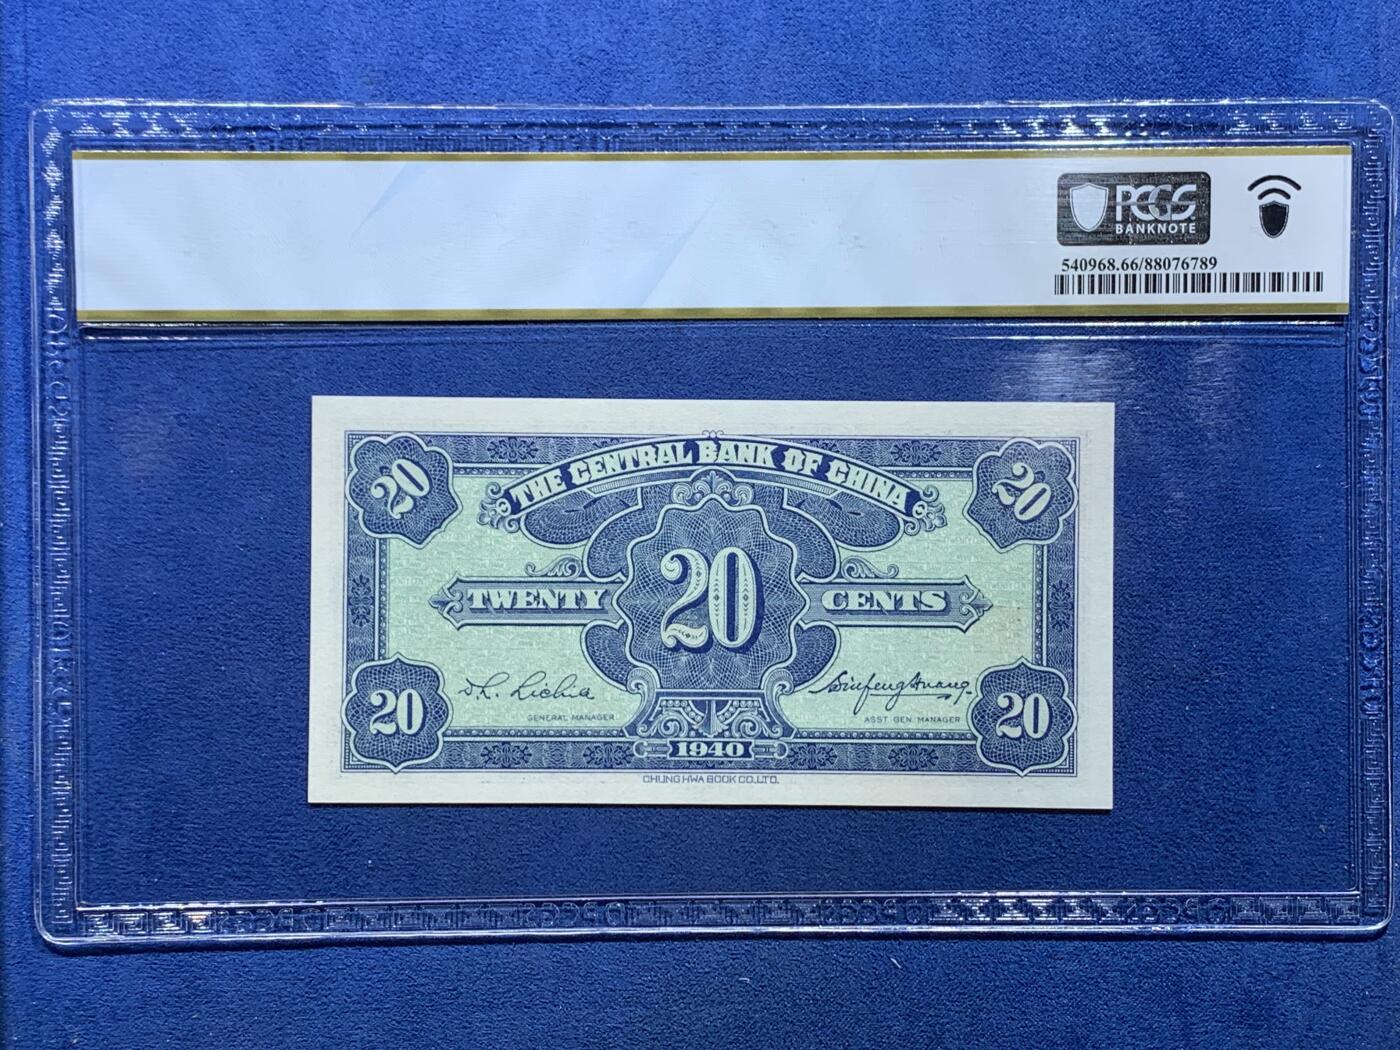 PCGS
BANKNOTE
540968.66/88076789
20
THE CENTRAL BANK OF CHINA
20
TWENTY
20
CENTS
GENERAL MANAGER
ASST. GEN. MANAGER
20
20
1940
CHUNG HWA BOOK CO., LTD.